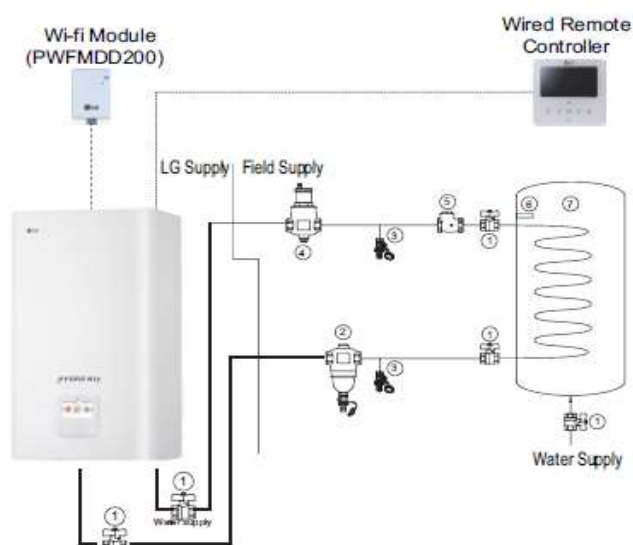 Wi-fi Module
(PWFMDD200)
Wired Remote
Controller
LG Supply
Field Supply
5
1
6
7
4
3
2
1
3
1
Water Supply
1
Water supply
1